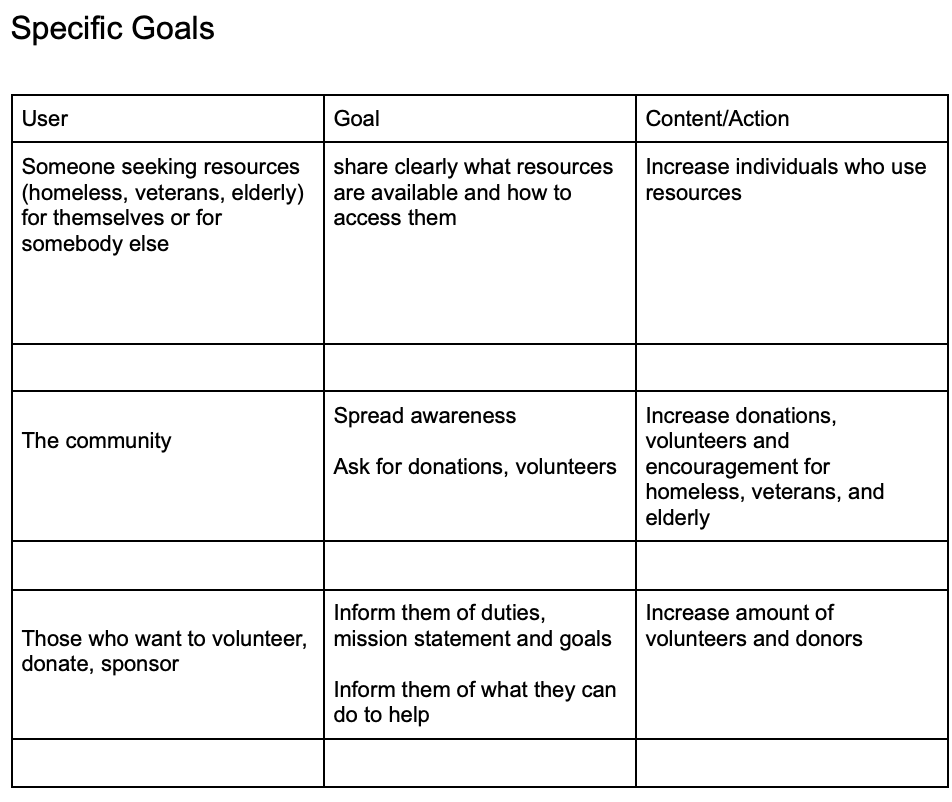 Specific Goals
User
Goal
Content/Action
Someone seeking resources
(homeless, veterans, elderly)
for themselves or for
somebody else
share clearly what resources
are available and how to
access them
Increase individuals who use
resources
The community
Spread awareness
Ask for donations, volunteers
Increase donations,
volunteers and
encouragement for
homeless, veterans, and
elderly
Those who want to volunteer,
donate, sponsor
Inform them of duties,
mission statement and goals
Inform them of what they can
do to help
Increase amount of
volunteers and donors